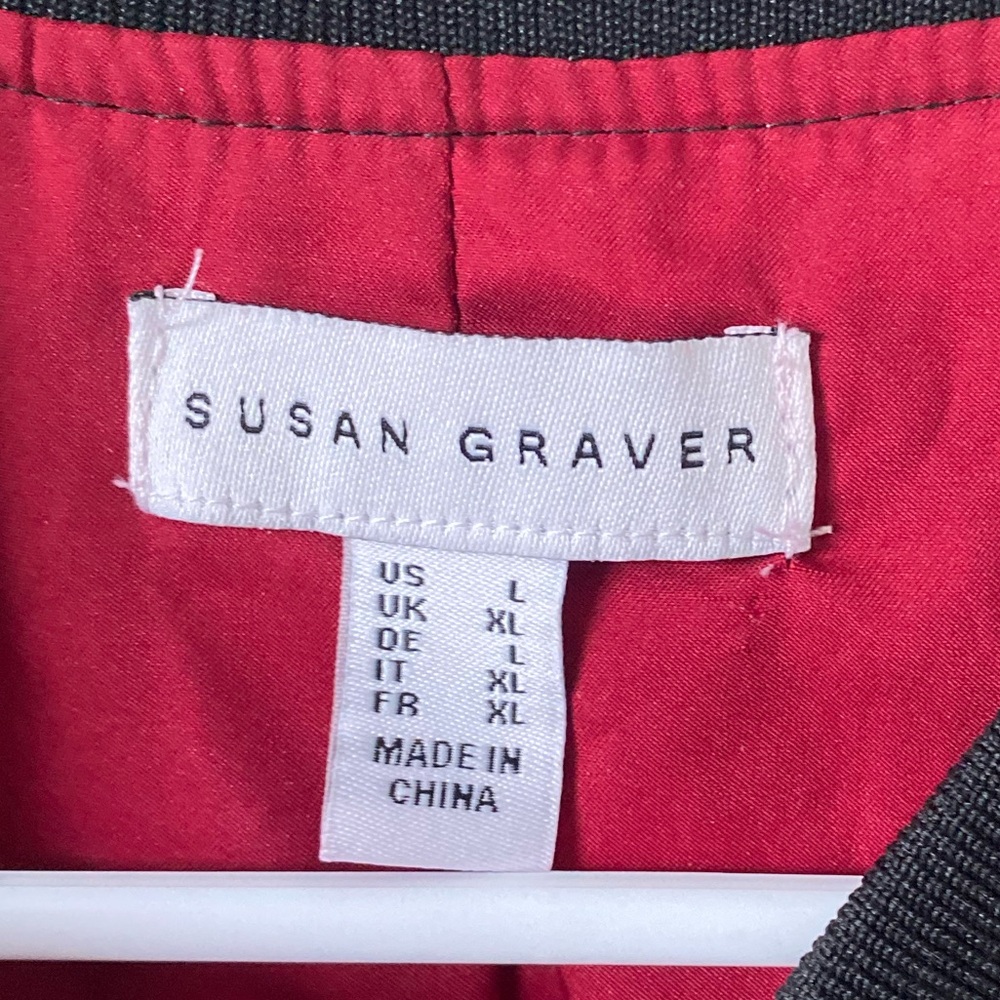 SUSAN GRAVER
US L
UK XL
DE L
IT XL
FR XL
MADE IN
CHINA